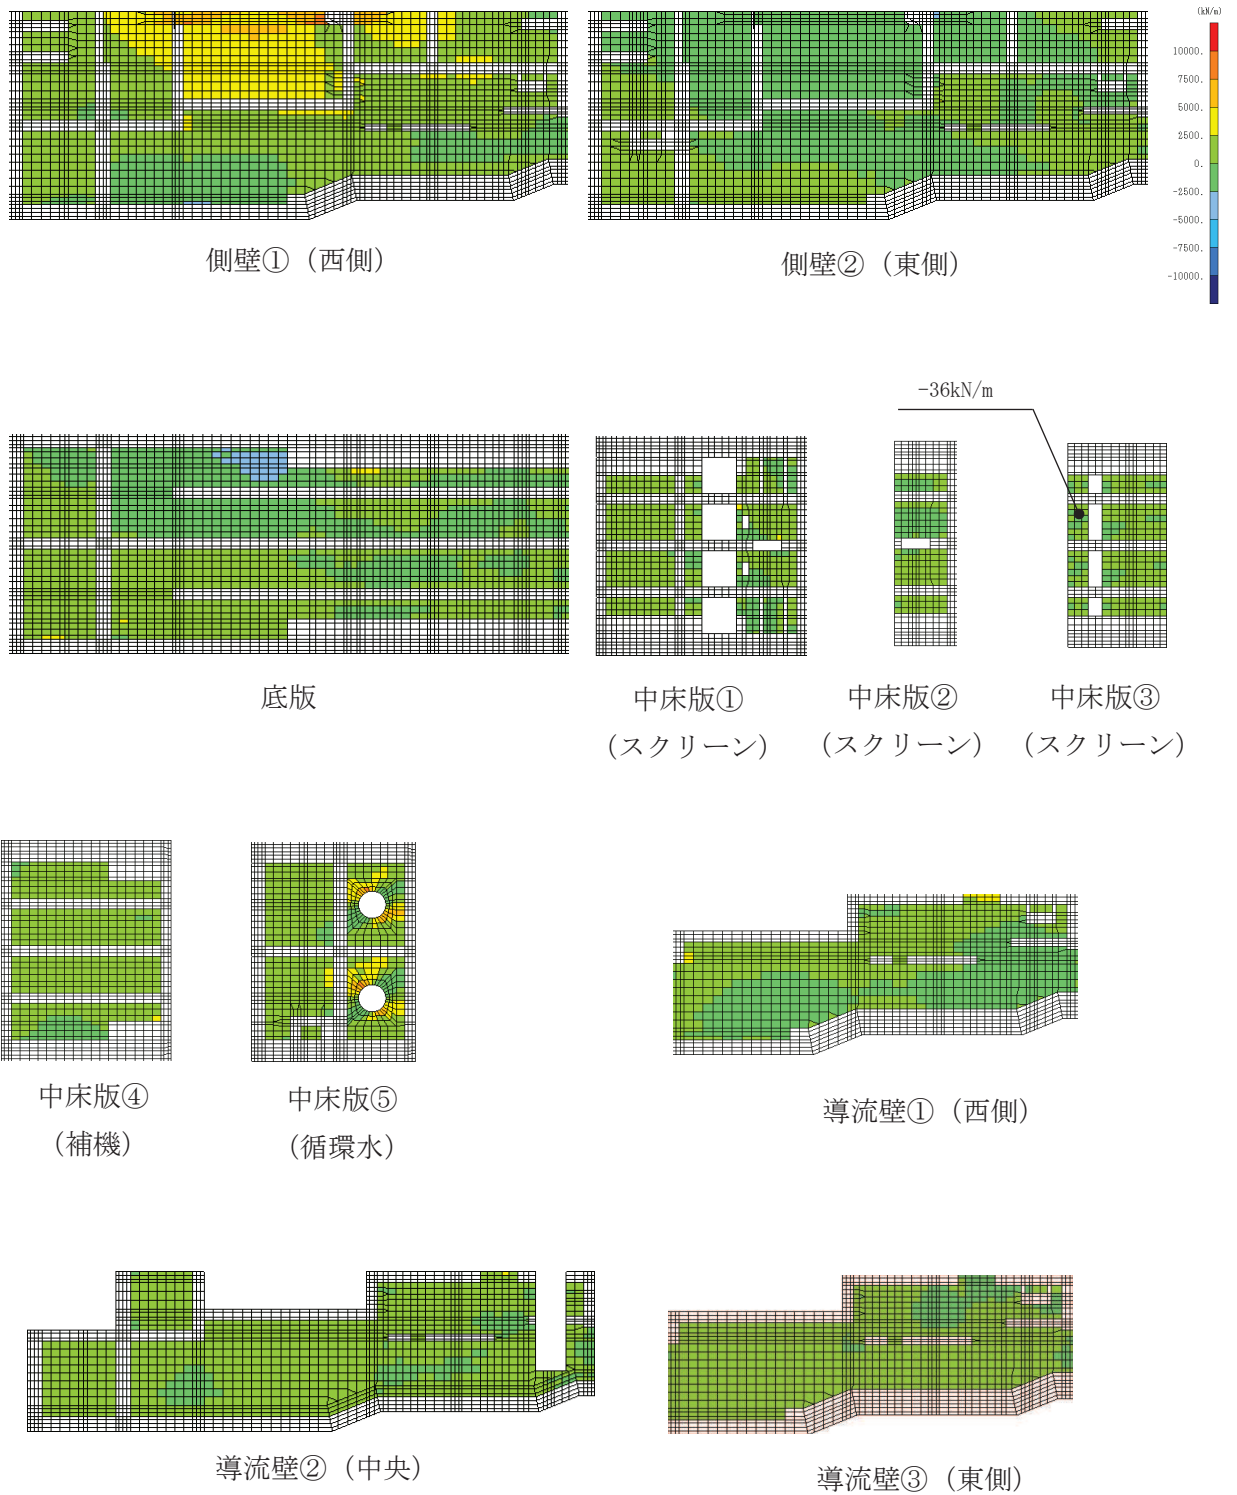 (kN/m)
10000.
7500.
5000.
2500.
0.
-2500.
-5000.
-7500.
-10000.
側壁①（西側）
側壁②（東側）
-36kN/m
底版
中床版①
（スクリーン）
中床版②
（スクリーン）
中床版③
（スクリーン）
中床版④
（補機）
中床版⑤
（循環水）
導流壁①（西側）
導流壁②（中央）
導流壁③（東側）